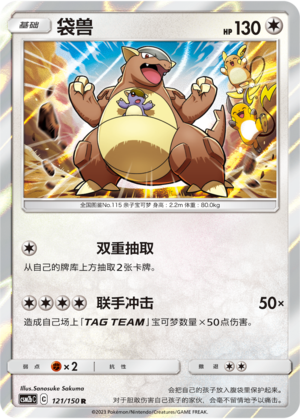 基础 袋兽 HP 130
全国图鉴No.115 亲子宝可梦 身高：2.2m 体重：80.0kg
双重抽取
从自己的牌库上方抽取2张卡牌。
联手冲击 50×
造成自己场上「TAG TEAM」宝可梦数量×50点伤害。
弱点 ×2 抗性 撤退
Illus.Sanosuke Sakuma
CSM2b C C 121/150 R
会把自己的孩子放入腹袋里保护起来。
对于胆敢伤害自己孩子的家伙，会毫不留情地予以痛击。
©2023 Pokémon/Nintendo/Creatures/GAME FREAK.